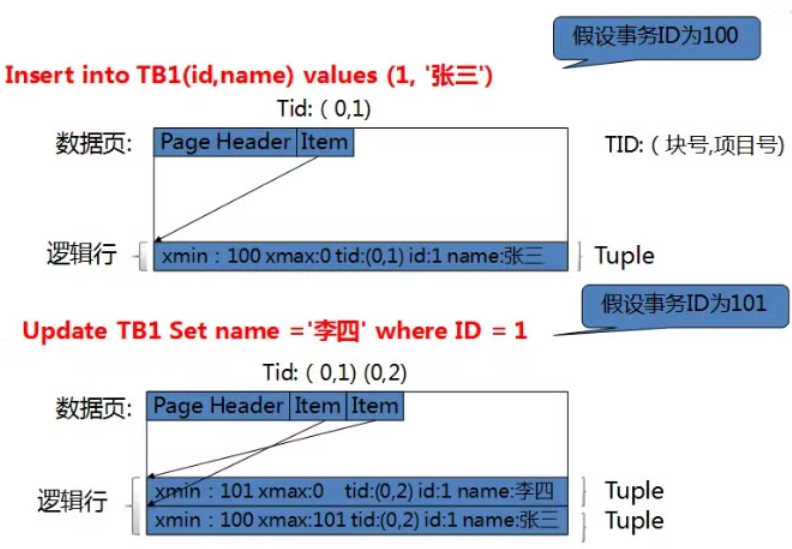 假设事务ID为100
Insert into TB1(id,name) values (1, '张三')
Tid: ( 0,1)
数据页: Page Header Item TID: ( 块号,项目号)
逻辑行 xmin : 100 xmax:0 tid:(0,1) id:1 name:张三 Tuple
假设事务ID为101
Update TB1 Set name ='李四' where ID = 1
Tid: ( 0,1) (0,2)
数据页: Page Header Item Item
逻辑行
xmin : 101 xmax:0 tid:(0,2) id:1 name:李四 Tuple
xmin : 100 xmax:101 tid:(0,2) id:1 name:张三 Tuple